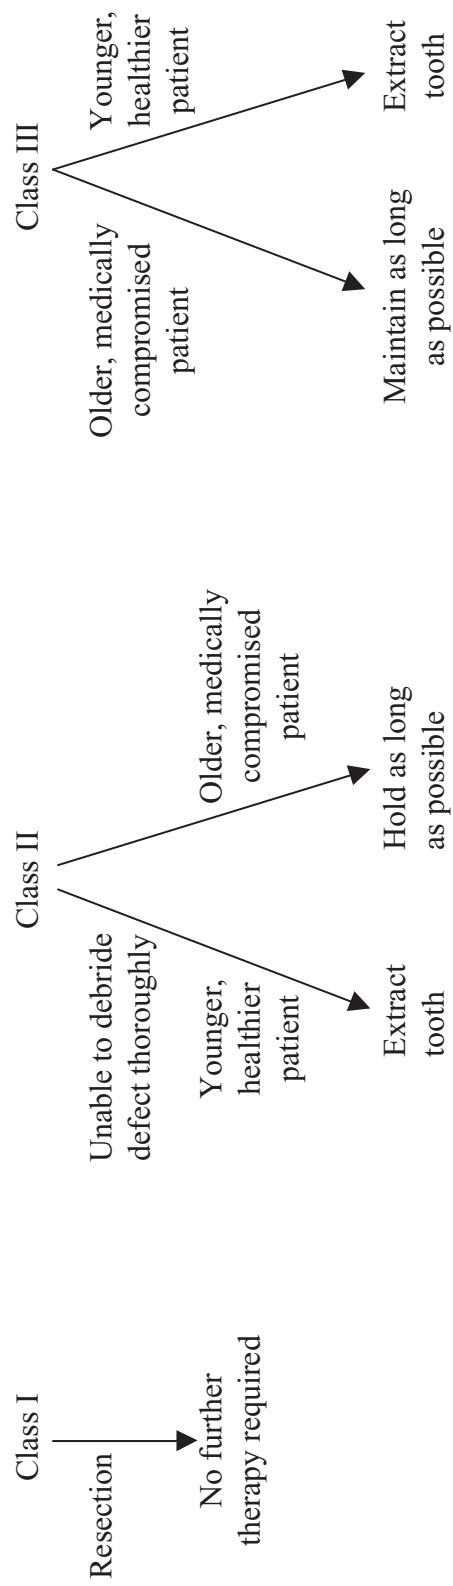 Class I
Resection
No further
therapy required
Class II
Unable to debride
defect thoroughly
Younger,
healthier
patient
Older, medically
compromised
patient
Extract
tooth
Hold as long
as possible
Class III
Older, medically
compromised
patient
Younger,
healthier
patient
Maintain as long
as possible
Extract
tooth